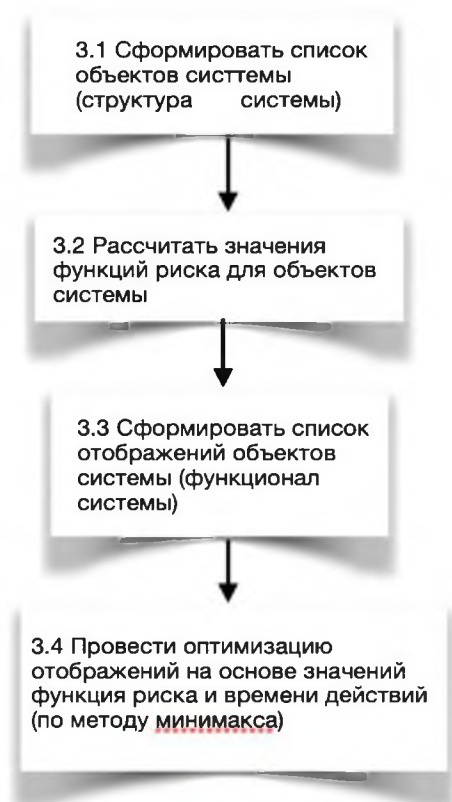 3.1 Сформировать список
объектов систтемы
(структура системы)
3.2 Рассчитать значения
функций риска для объектов
системы
3.3 Сформировать список
отображений объектов
системы (функционал
системы)
3.4 Провести оптимизацию
отображений на основе значений
функция риска и времени действий
(по методу минимакса)